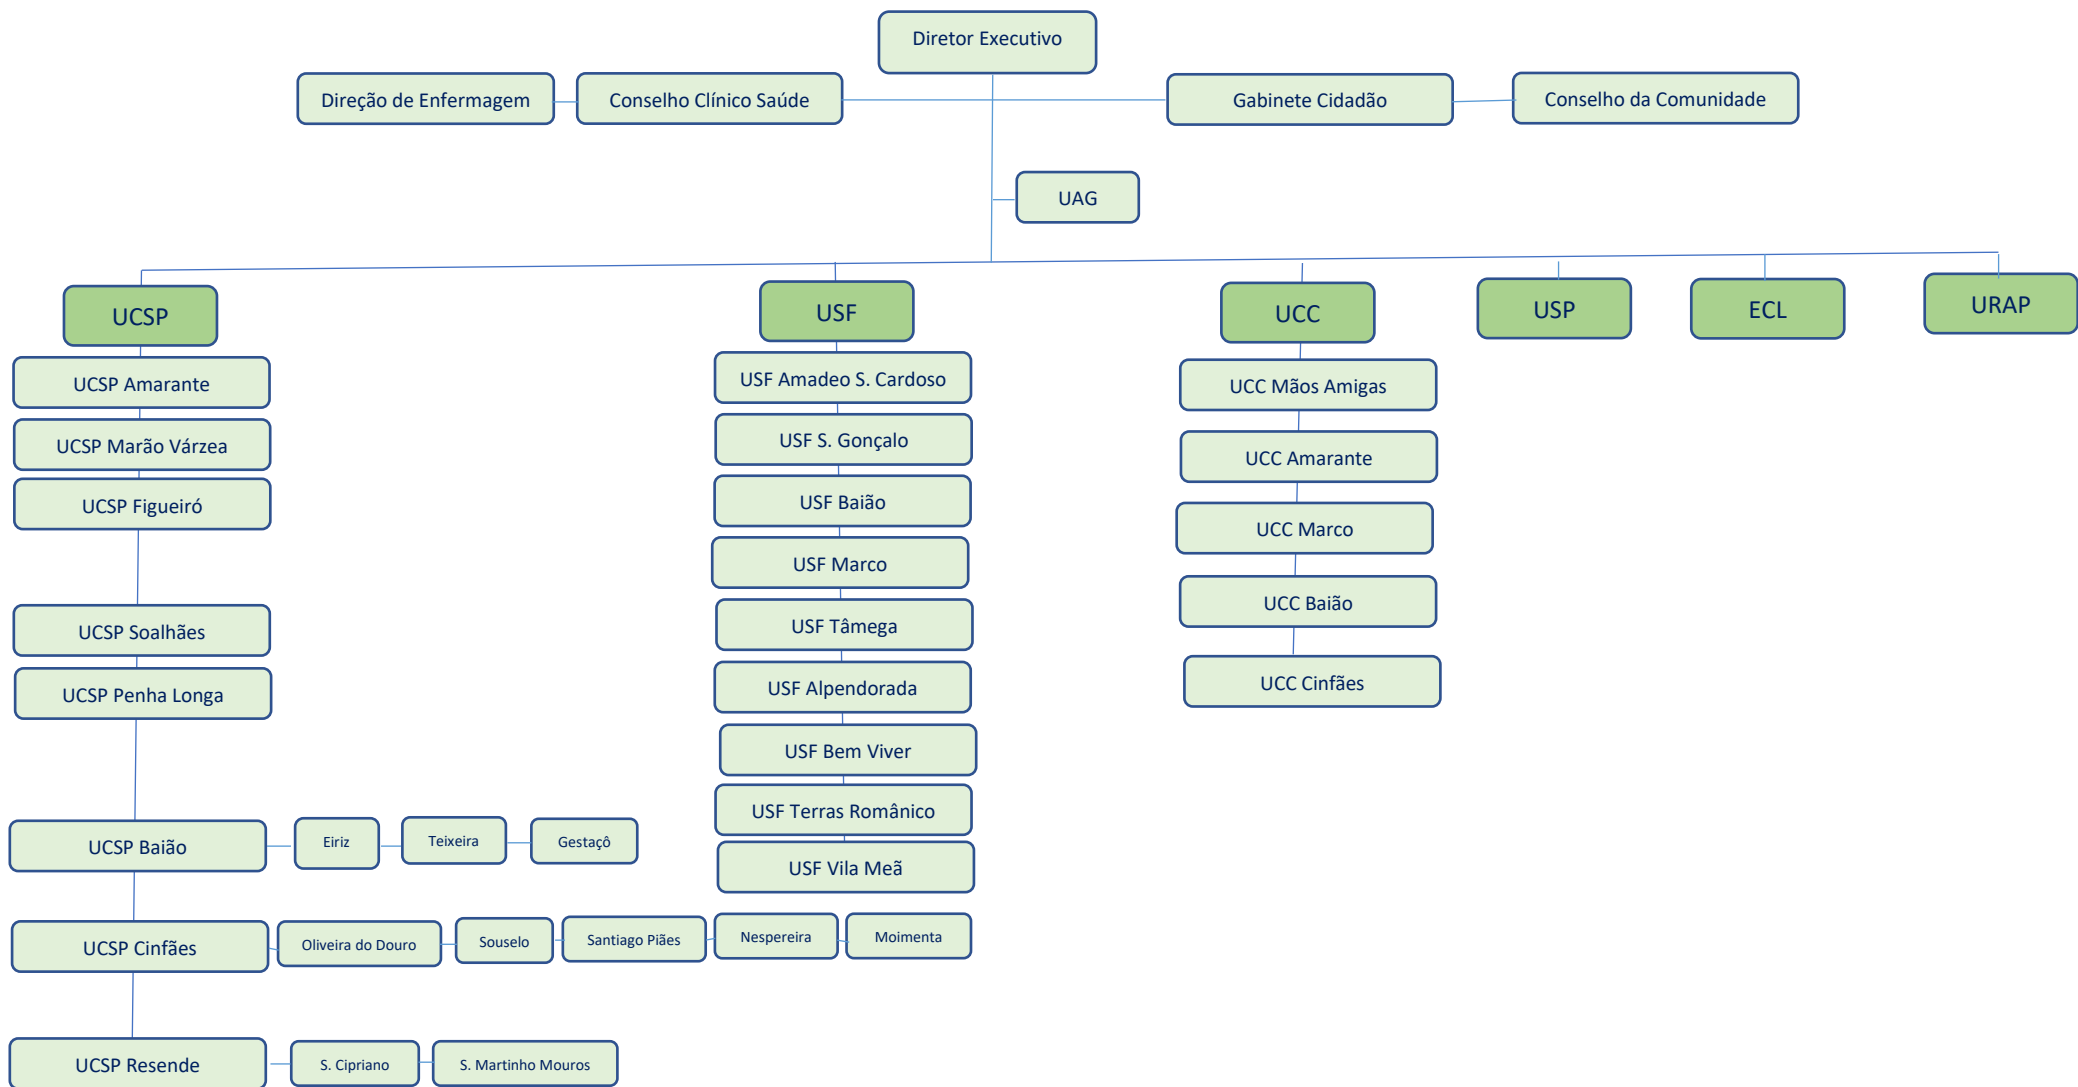 Diretor Executivo
Direção de Enfermagem
Conselho Clínico Saúde
Gabinete Cidadão
Conselho da Comunidade
UAG
UCSP
USF
UCC
USP
ECL
URAP
UCSP Amarante
UCSP Marão Várzea
UCSP Figueiró
UCSP Soalhães
UCSP Penha Longa
UCSP Baião
Eiriz
Teixeira
Gestaçô
UCSP Cinfães
Oliveira do Douro
Souselo
Santiago Piães
Nespereira
Moimenta
UCSP Resende
S. Cipriano
S. Martinho Mouros
USF Amadeo S. Cardoso
USF S. Gonçalo
USF Baião
USF Marco
USF Tâmega
USF Alpendorada
USF Bem Viver
USF Terras Românico
USF Vila Meã
UCC Mãos Amigas
UCC Amarante
UCC Marco
UCC Baião
UCC Cinfães